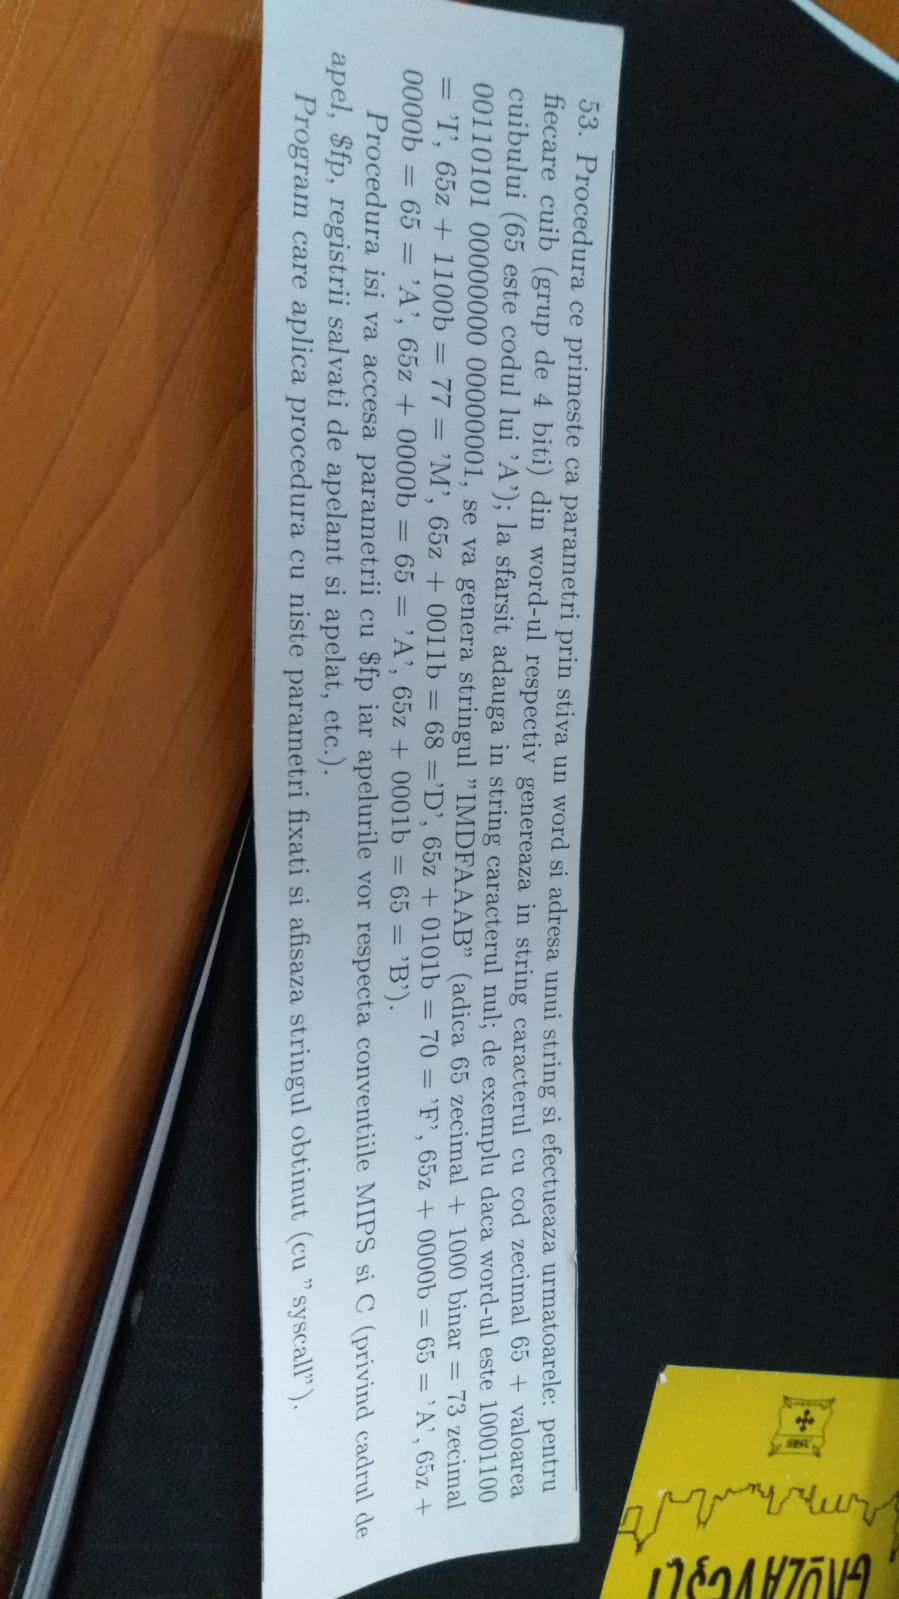 53. Procedura ce primeste ca parametri prin stiva un word si adresa unui string si efectueaza urmatoarele: pentru
fiecare cuib (grup de 4 biti) din word-ul respectiv genereaza in string caracterul cu cod zecimal 65 + valoarea
cuibului (65 este codul lui 'A'); la sfarsit adauga in string caracterul nul; de exemplu daca word-ul este 10001100
00110101 00000000 00000001, se va genera stringul "IMDFAAAB" (adica 65 zecimal + 1000 binar = 73 zecimal
= 'I', 65z + 1100b = 77 = 'M', 65z + 0011b = 68 ='D', 65z + 0101b = 70 = 'F', 65z + 0000b = 65 = 'A', 65z +
0000b = 65 = 'A', 65z + 0000b = 65 = 'A', 65z + 0001b = 65 = 'B').
Procedura isi va accesa parametrii cu $fp iar apelurile vor respecta conventiile MIPS si C (privind cadrul de
apel, $fp, registrii salvati de apelant si apelat, etc.).
Program care aplica procedura cu niste parametri fixati si afisaza stringul obtinut (cu "syscall").